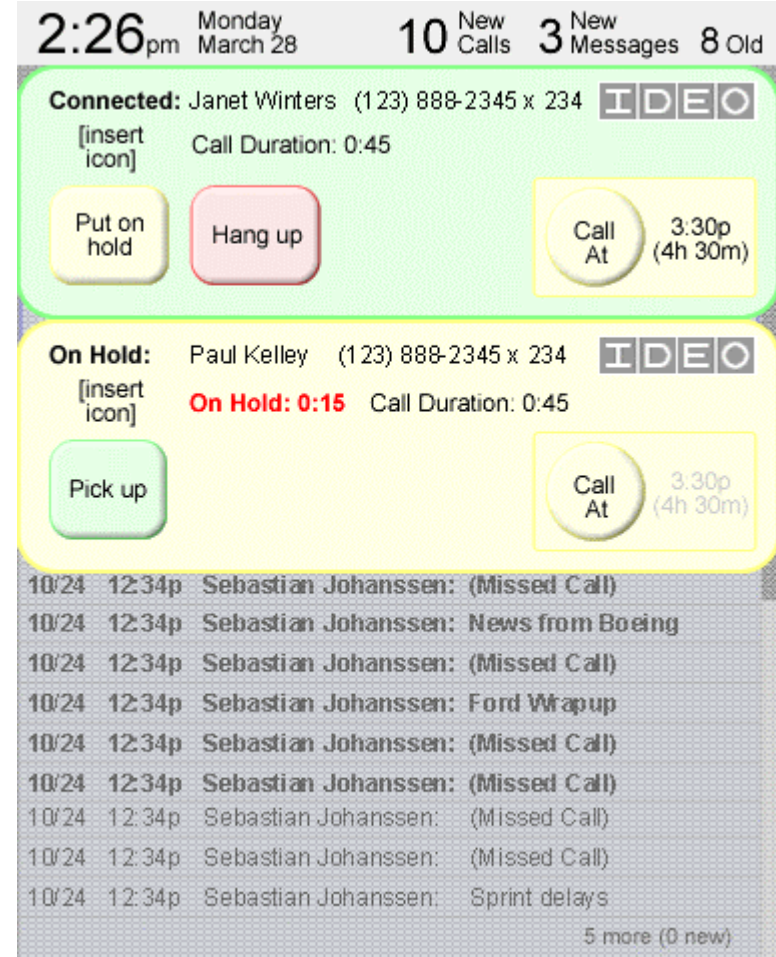 2:26pm Monday March 28 10 New Calls 3 New Messages 8 Old
Connected: Janet Winters (123) 888-2345 x 234 IDEO
[insert icon] Call Duration: 0:45
Put on hold Hang up Call At 3:30p (4h 30m)
On Hold: Paul Kelley (123) 888-2345 x 234 IDEO
[insert icon] On Hold: 0:15 Call Duration: 0:45
Pick up Call At 3:30p (4h 30m)
10/24 12:34p Sebastian Johanssen: (Missed Call)
10/24 12:34p Sebastian Johanssen: News from Boeing
10/24 12:34p Sebastian Johanssen: (Missed Call)
10/24 12:34p Sebastian Johanssen: Ford Wrapup
10/24 12:34p Sebastian Johanssen: (Missed Call)
10/24 12:34p Sebastian Johanssen: (Missed Call)
10/24 12:34p Sebastian Johanssen: (Missed Call)
10/24 12:34p Sebastian Johanssen: (Missed Call)
10/24 12:34p Sebastian Johanssen: Sprint delays
5 more (0 new)